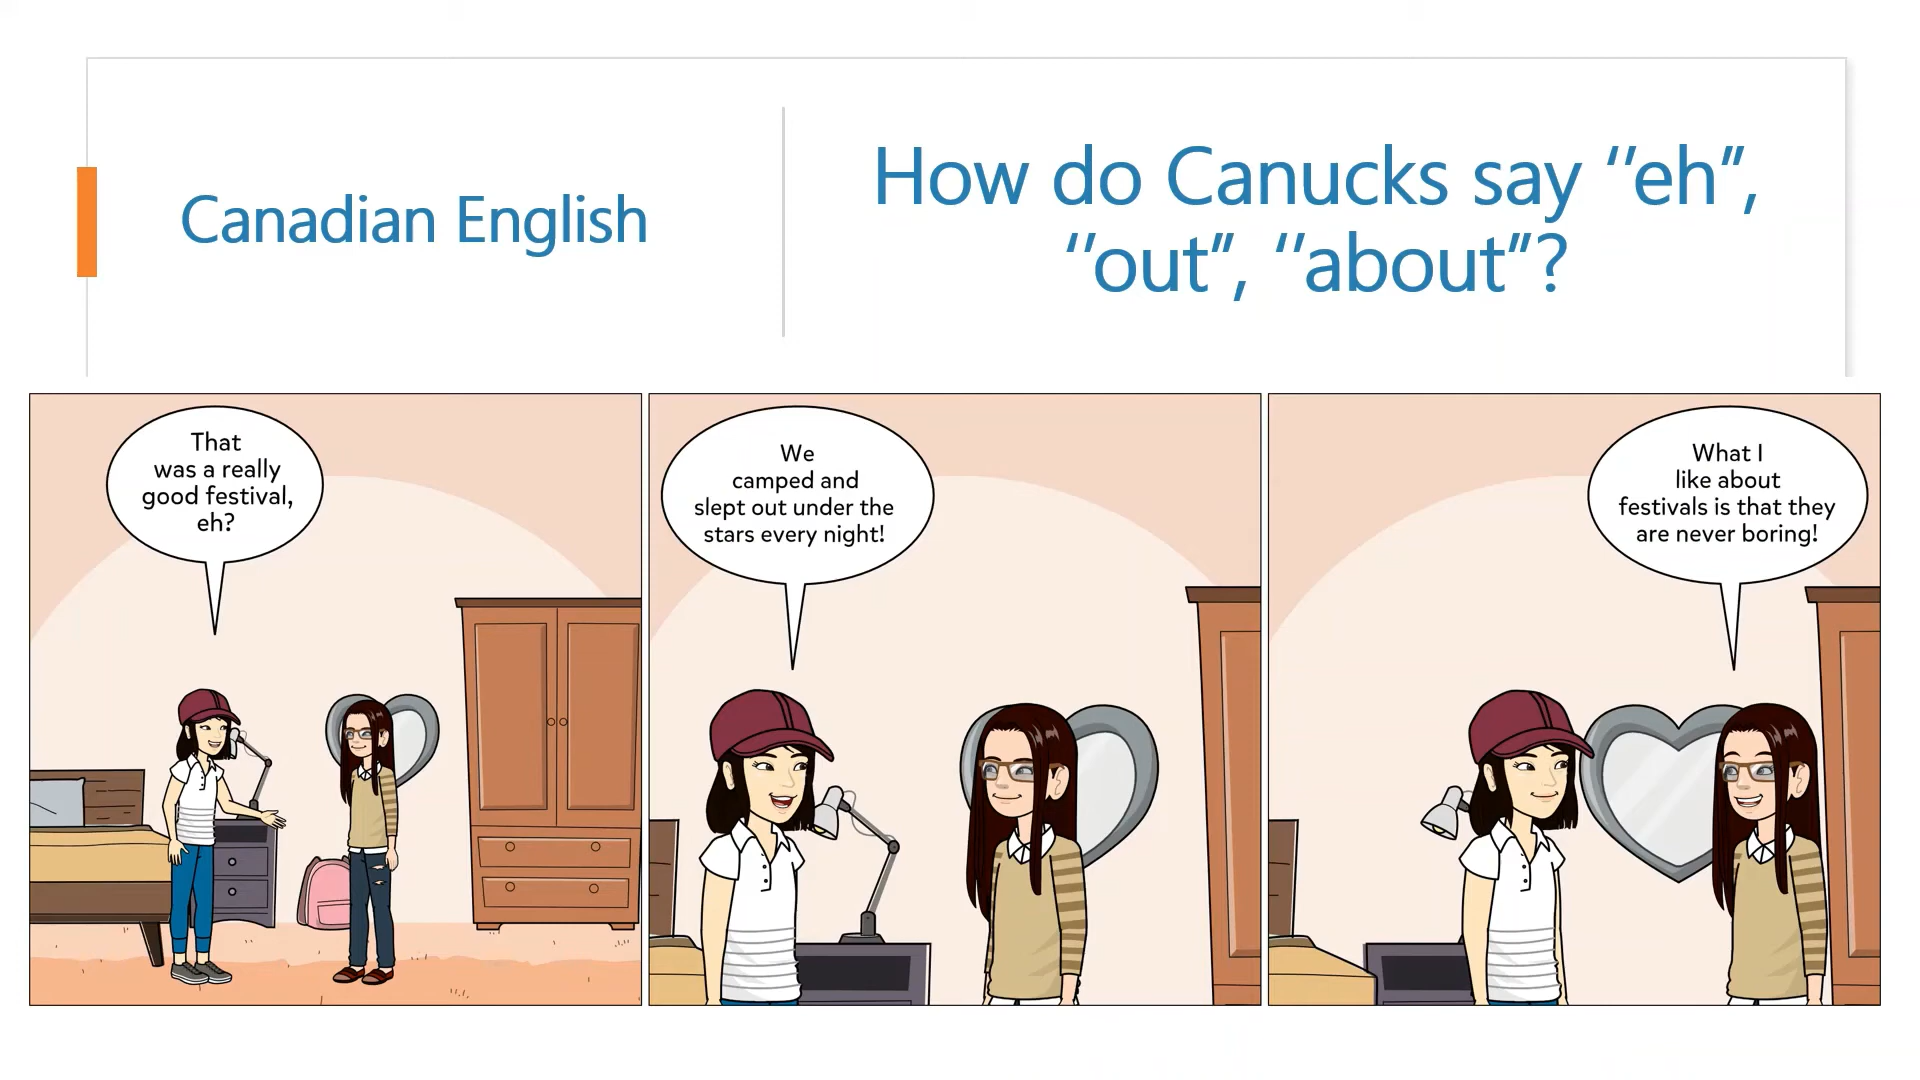 Canadian English
How do Canucks say ‘‘eh’’,
‘‘out’’, ‘‘about’’?
That
was a really
good festival,
eh?
We
camped and
slept out under the
stars every night!
What I
like about
festivals is that they
are never boring!